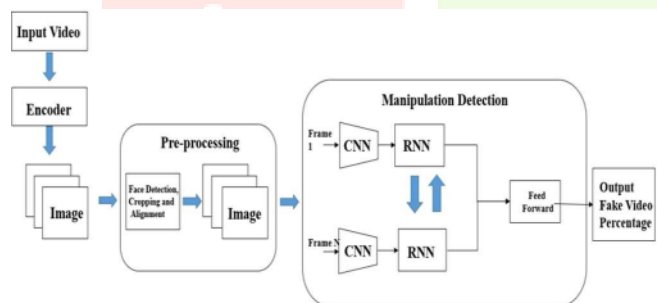 Input Video
Encoder
Image
Pre-processing
Face Detection,
Cropping and
Alignment
Image
Manipulation Detection
Frame
1
CNN
RNN
Frame N
CNN
RNN
Feed
Forward
Output
Fake Video
Percentage